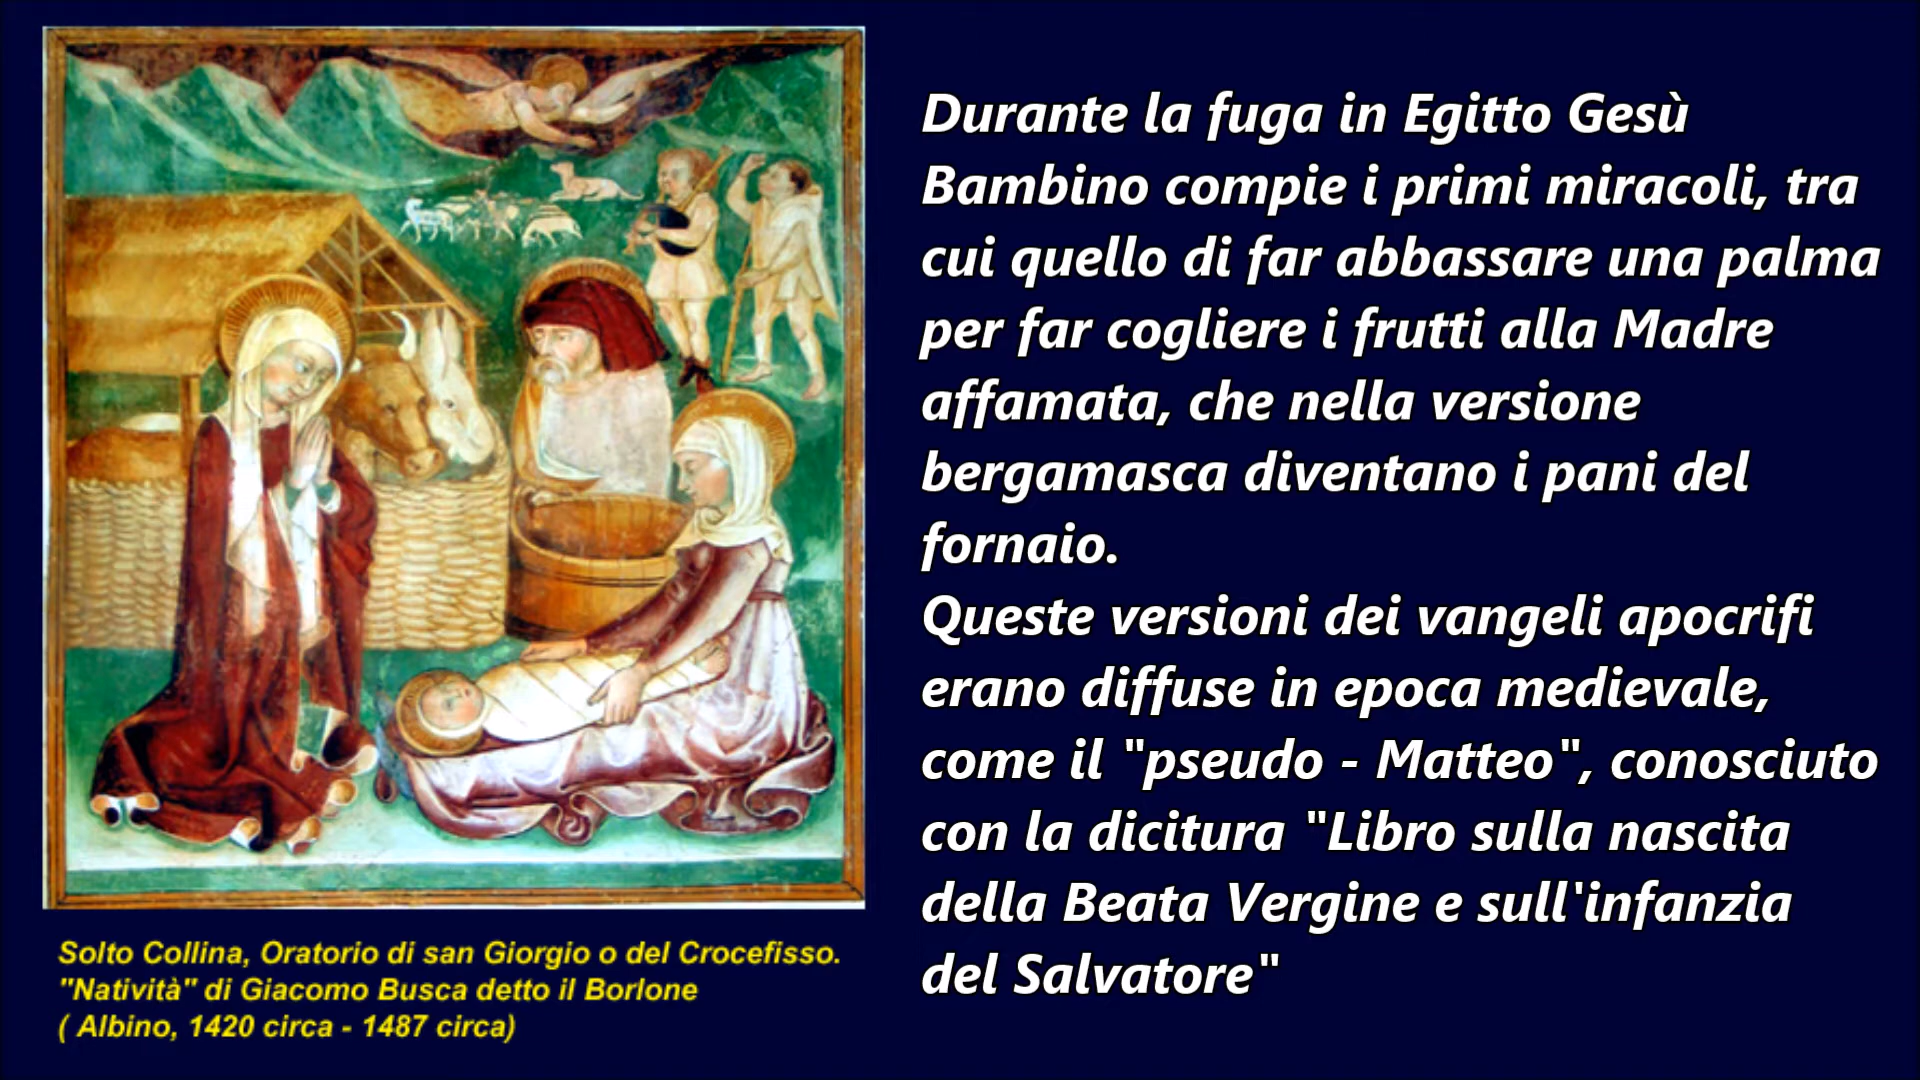 Durante la fuga in Egitto Gesù
Bambino compie i primi miracoli, tra
cui quello di far abbassare una palma
per far cogliere i frutti alla Madre
affamata, che nella versione
bergamasca diventano i pani del
fornaio.
Queste versioni dei vangeli apocrifi
erano diffuse in epoca medievale,
come il "pseudo - Matteo", conosciuto
con la dicitura "Libro sulla nascita
della Beata Vergine e sull'infanzia
del Salvatore"
Solto Collina, Oratorio di san Giorgio o del Crocefisso.
"Natività" di Giacomo Busca detto il Borlone
( Albino, 1420 circa - 1487 circa)